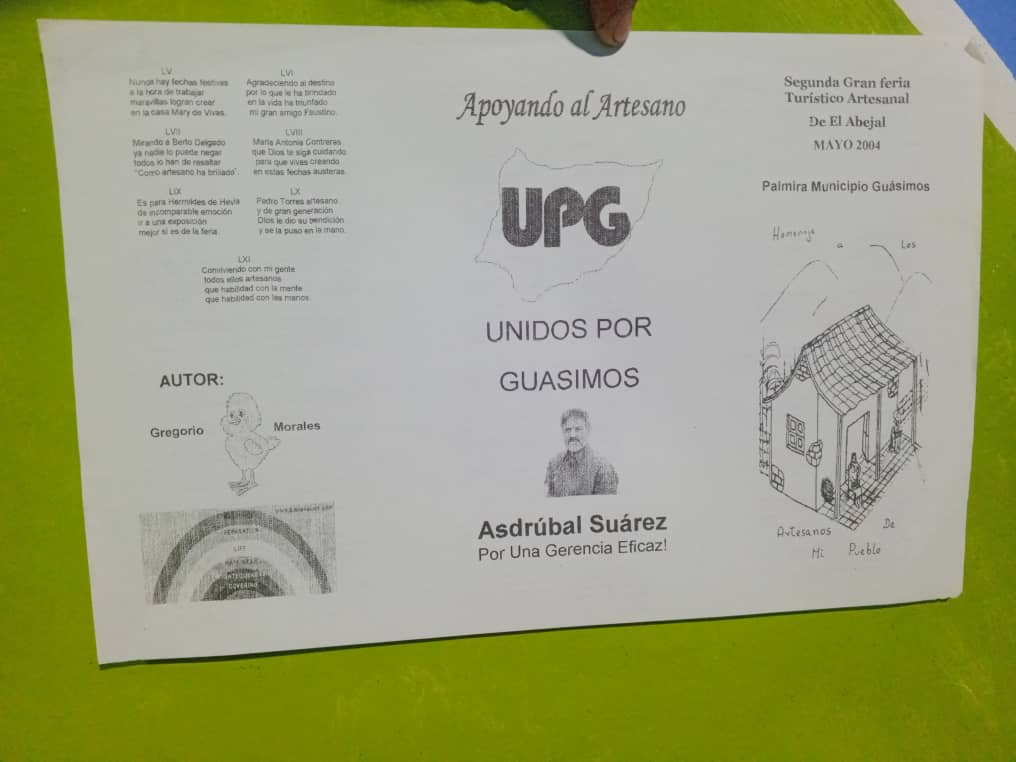 LV
Nunca hay fechas festivas
a la hora de trabajar
maravillas logran crear
en la casa Mary de Vivas.
LVI
Agradeciendo al destino
por lo que le ha brindado
en la vida ha triunfado
mi gran amigo Faustino.
LVII
Mirando a Berto Delgado
ya nadie lo puede negar
todos lo han de resaltar
"Como artesano ha brillado".
LVIII
María Antonia Contreras
que Dios te siga cuidando
para que vivas creando
en estas fechas austeras.
LIX
Es para Hermildes de Hevia
de incomparable emoción
ir a una exposición
mejor si es de la feria.
LX
Pedro Torres artesano
y de gran generación
Dios le dio su bendición
y se la puso en la mano.
LXI
Conviviendo con mi gente
todos ellos artesanos
que habilidad con la mente
que habilidad con las manos.
AUTOR:
Gregorio Morales
LIFE
GOVERING
Apoyando al Artesano
UPG
UNIDOS POR
GUASIMOS
Asdrúbal Suárez
Por Una Gerencia Eficaz!
Segunda Gran feria
Turístico Artesanal
De El Abejal
MAYO 2004
Palmira Municipio Guásimos
Homenaje a Los
Artesanos De
Mi Pueblo